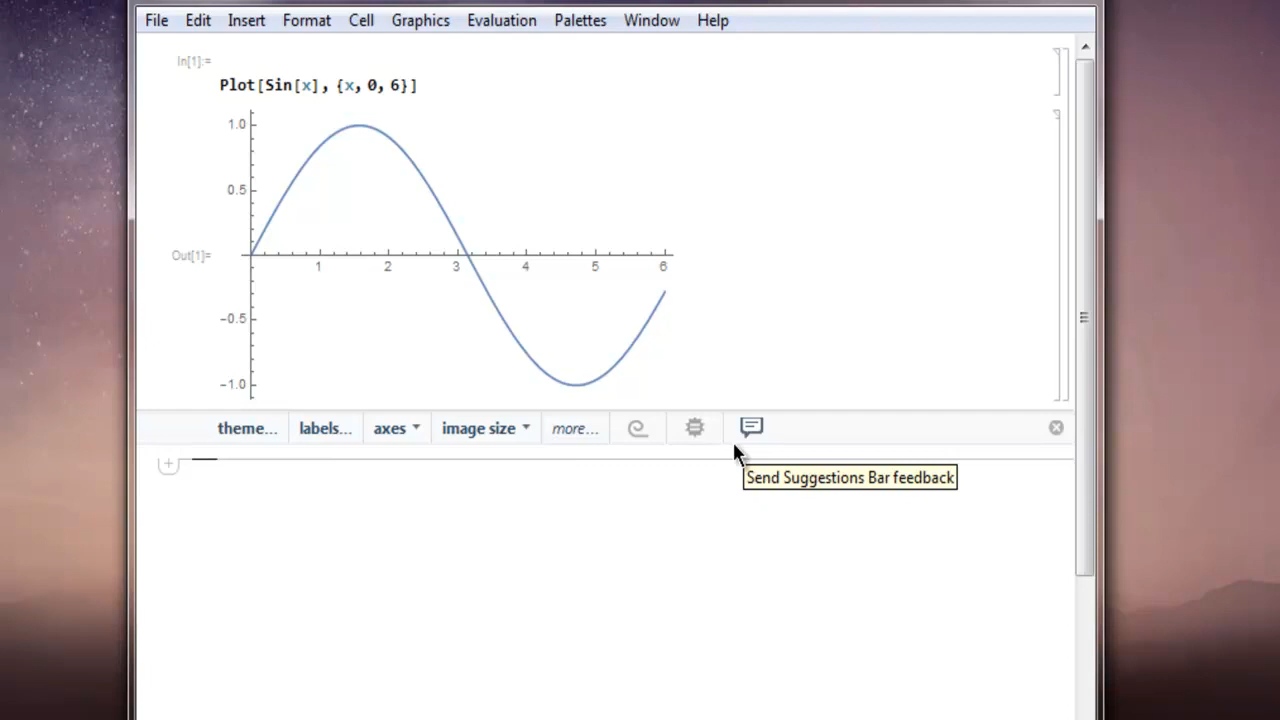 File Edit Insert Format Cell Graphics Evaluation Palettes Window Help
In[1]:=
Plot[Sin[x], {x, 0, 6}]
1.0
0.5
Out[1]=
1 2 3 4 5 6
-0.5
-1.0
theme... labels... axes image size more...
Send Suggestions Bar feedback